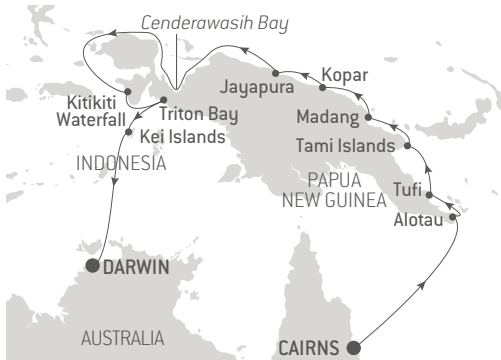 Cenderawasih Bay
Kopar
Jayapura
Kitikiti
Waterfall
Triton Bay
Madang
Kei Islands
Tami Islands
INDONESIA
PAPUA
NEW GUINEA
Tufi
Alotau
DARWIN
AUSTRALIA
CAIRNS